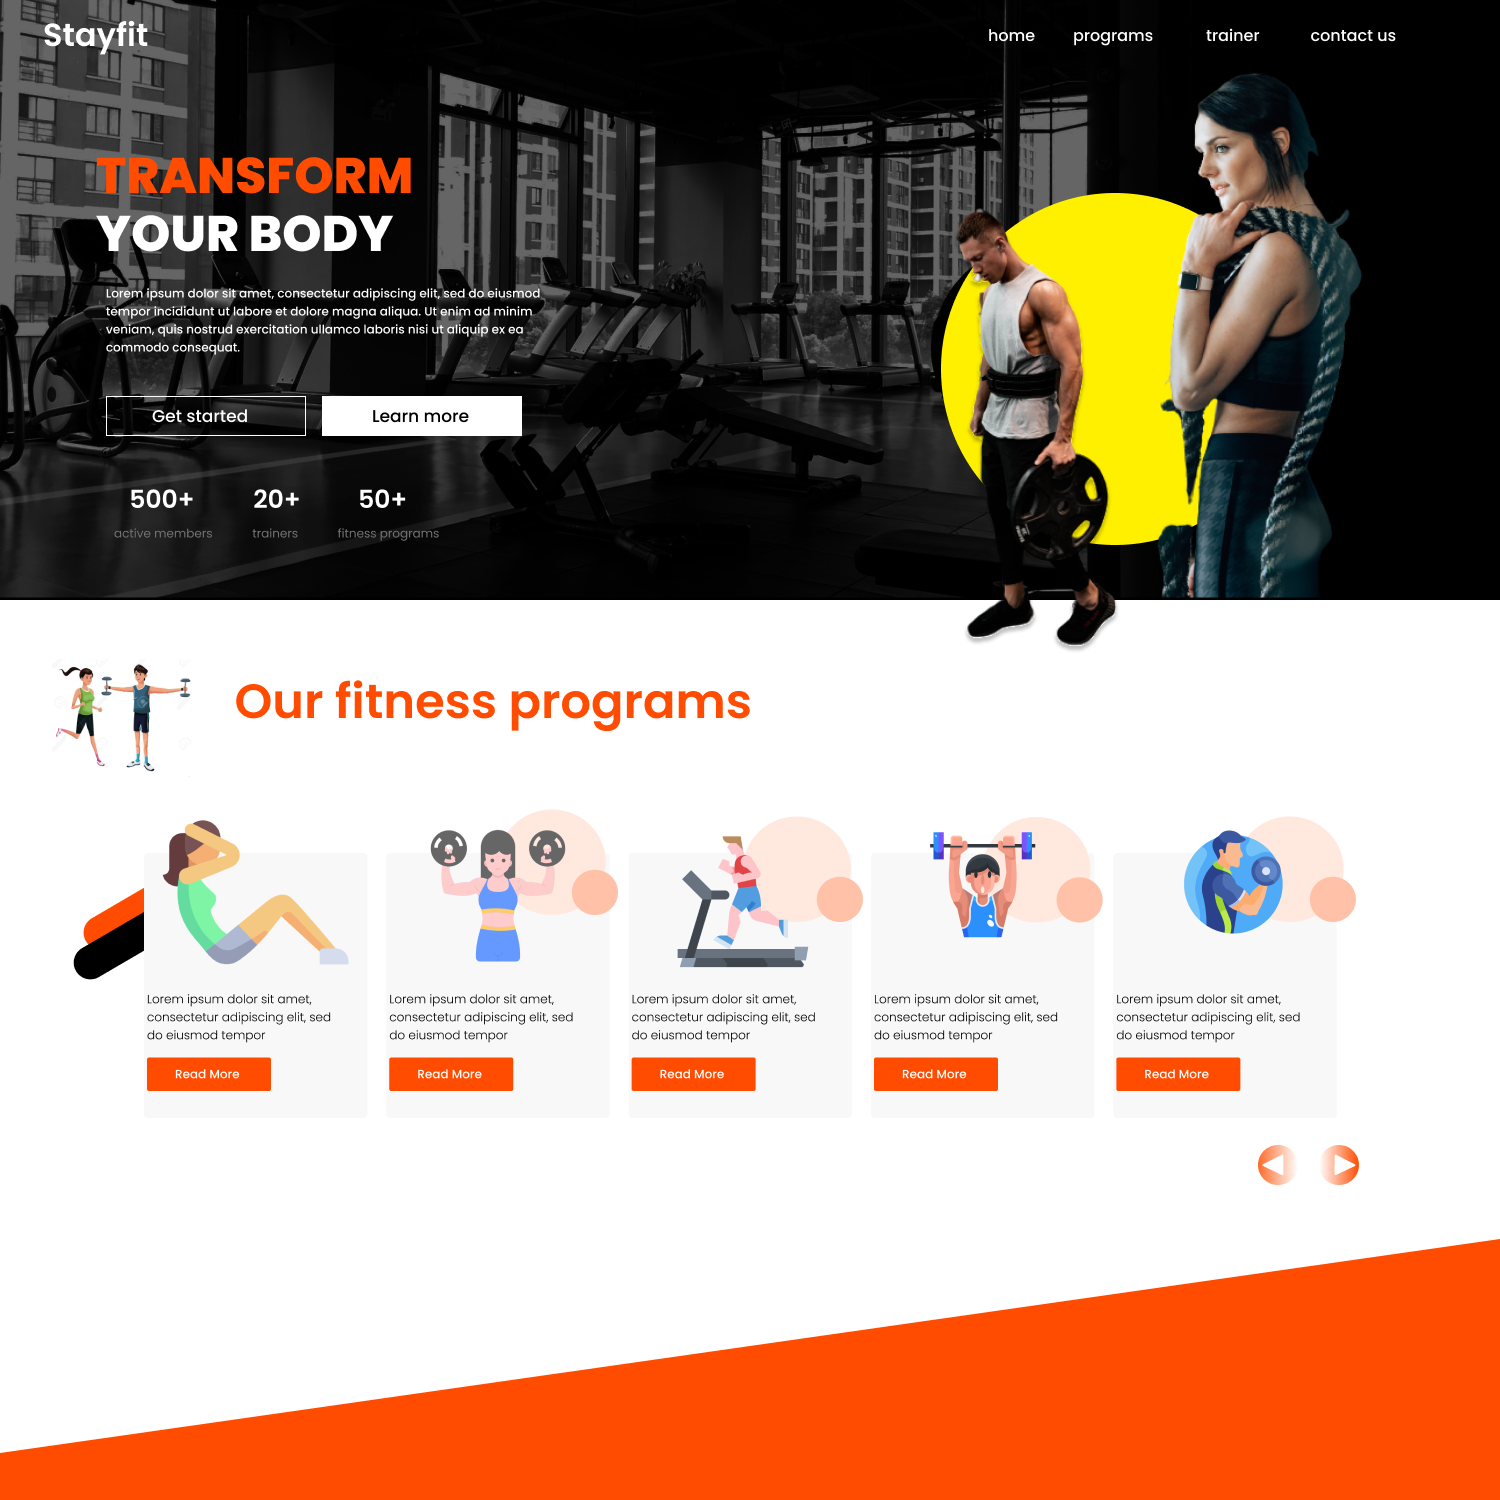 Stayfit
home programs trainer contact us
TRANSFORM
YOUR BODY
Lorem ipsum dolor sit amet, consectetur adipiscing elit, sed do eiusmod
tempor incididunt ut labore et dolore magna aliqua. Ut enim ad minim
veniam, quis nostrud exercitation ullamco laboris nisi ut aliquip ex ea
commodo consequat.
Get started Learn more
500+ 20+ 50+
active members trainers fitness programs
Our fitness programs
Lorem ipsum dolor sit amet,
consectetur adipiscing elit, sed
do eiusmod tempor
Read More
Lorem ipsum dolor sit amet,
consectetur adipiscing elit, sed
do eiusmod tempor
Read More
Lorem ipsum dolor sit amet,
consectetur adipiscing elit, sed
do eiusmod tempor
Read More
Lorem ipsum dolor sit amet,
consectetur adipiscing elit, sed
do eiusmod tempor
Read More
Lorem ipsum dolor sit amet,
consectetur adipiscing elit, sed
do eiusmod tempor
Read More